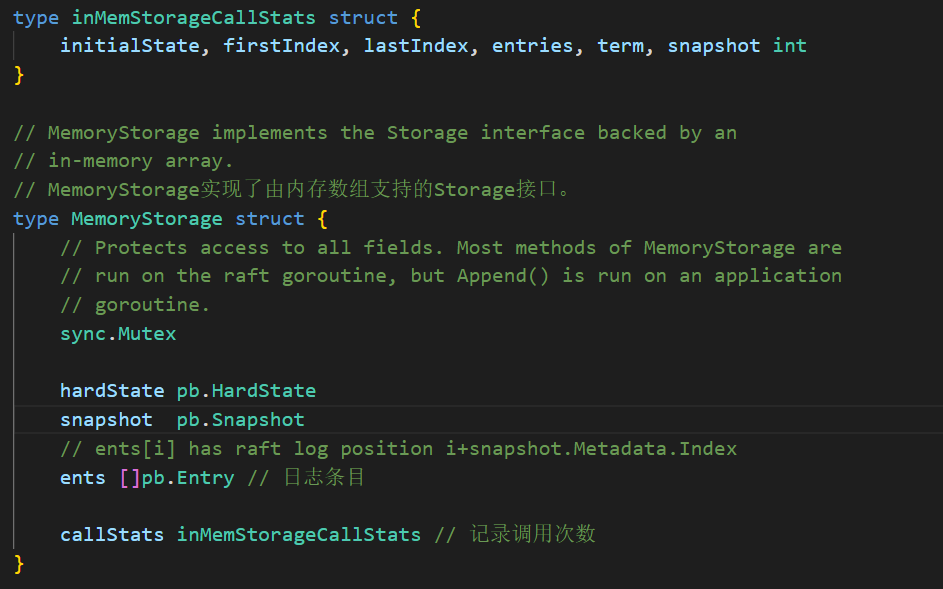 type inMemStorageCallStats struct {
    initialState, firstIndex, lastIndex, entries, term, snapshot int
}
// MemoryStorage implements the Storage interface backed by an
// in-memory array.
// MemoryStorage实现了由内存数组支持的Storage接口。
type MemoryStorage struct {
    // Protects access to all fields. Most methods of MemoryStorage are
    // run on the raft goroutine, but Append() is run on an application
    // goroutine.
    sync.Mutex
    hardState pb.HardState
    snapshot  pb.Snapshot
    // ents[i] has raft log position i+snapshot.Metadata.Index
    ents []pb.Entry // 日志条目
    callStats inMemStorageCallStats // 记录调用次数
}